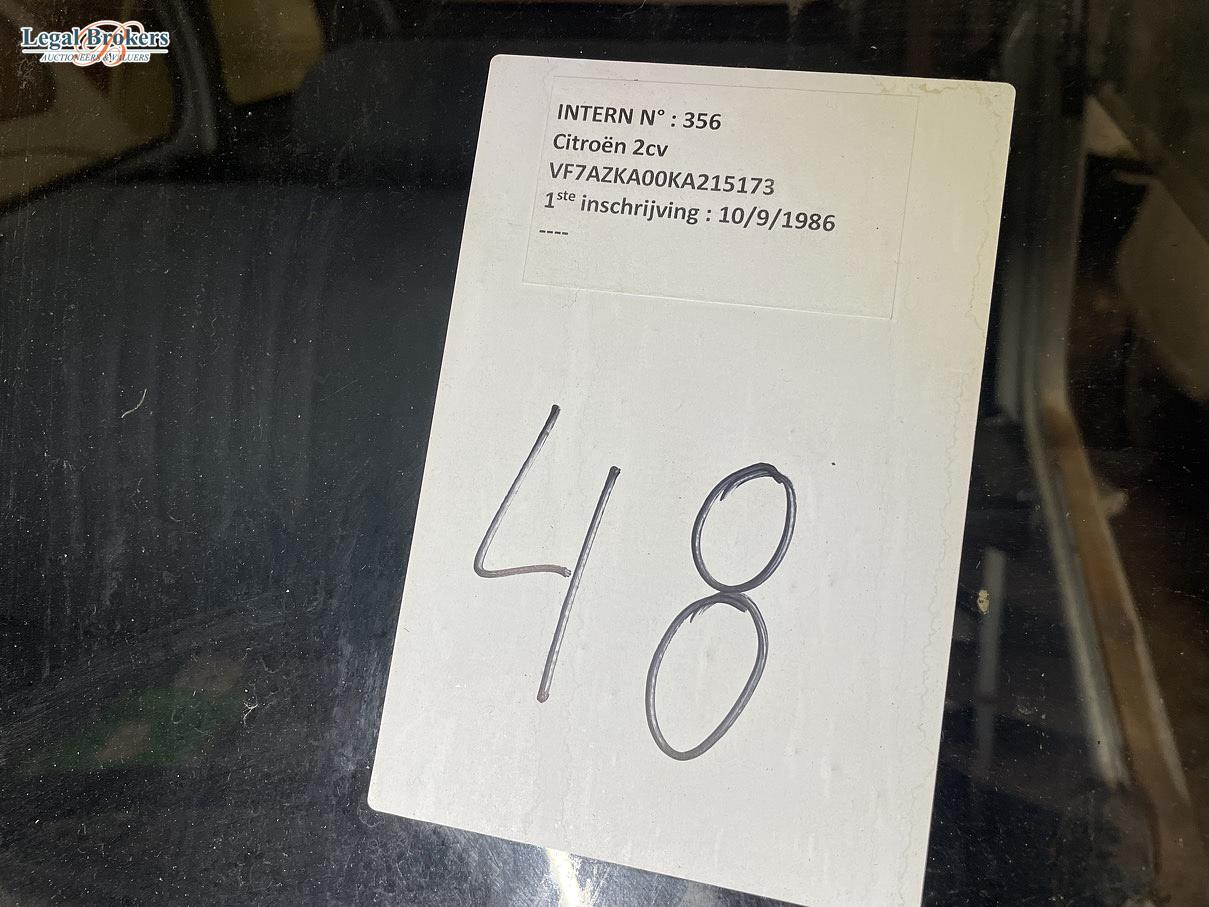 Legal Brokers
AUCTIONEERS & VALUERS
INTERN N° : 356
Citroën 2cv
VF7AZKA00KA215173
1ste inschrijving : 10/9/1986
----
48